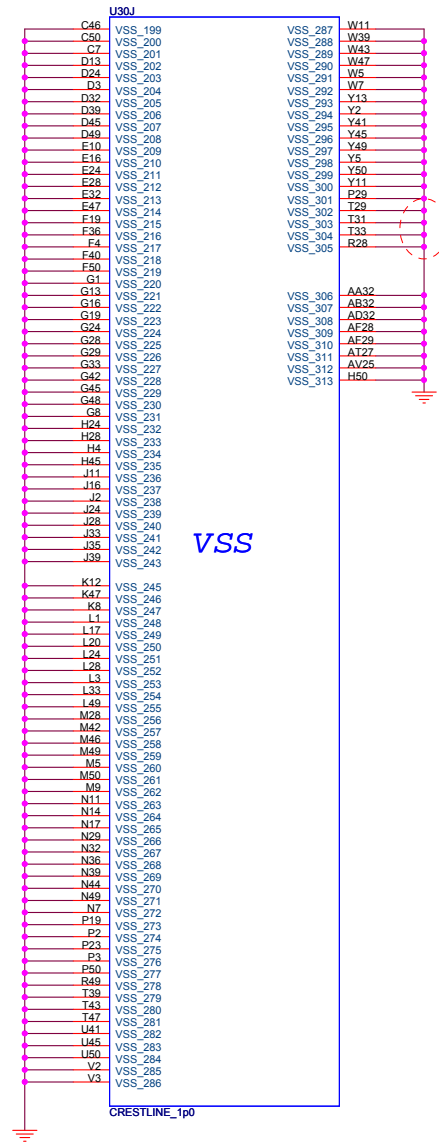 U30J
C46 VSS_199
C50 VSS_200
C7 VSS_201
D13 VSS_202
D24 VSS_203
D3 VSS_204
D32 VSS_205
D39 VSS_206
D45 VSS_207
D49 VSS_208
E10 VSS_209
E16 VSS_210
E24 VSS_211
E28 VSS_212
E32 VSS_213
E47 VSS_214
F19 VSS_215
F36 VSS_216
F4 VSS_217
F40 VSS_218
F50 VSS_219
G1 VSS_220
G13 VSS_221
G16 VSS_222
G19 VSS_223
G24 VSS_224
G28 VSS_225
G29 VSS_226
G33 VSS_227
G42 VSS_228
G45 VSS_229
G48 VSS_230
G8 VSS_231
H24 VSS_232
H28 VSS_233
H4 VSS_234
H45 VSS_235
J11 VSS_236
J16 VSS_237
J2 VSS_238
J24 VSS_239
J28 VSS_240
J33 VSS_241
J35 VSS_242
J39 VSS_243
K12 VSS_245
K47 VSS_246
K8 VSS_247
L1 VSS_248
L17 VSS_249
L20 VSS_250
L24 VSS_251
L28 VSS_252
L3 VSS_253
L33 VSS_254
L49 VSS_255
M28 VSS_256
M42 VSS_257
M46 VSS_258
M49 VSS_259
M5 VSS_260
M50 VSS_261
M9 VSS_262
N11 VSS_263
N14 VSS_264
N17 VSS_265
N29 VSS_266
N32 VSS_267
N36 VSS_268
N39 VSS_269
N44 VSS_270
N49 VSS_271
N7 VSS_272
P19 VSS_273
P2 VSS_274
P23 VSS_275
P3 VSS_276
P50 VSS_277
R49 VSS_278
T39 VSS_279
T43 VSS_280
T47 VSS_281
U41 VSS_282
U45 VSS_283
U50 VSS_284
V2 VSS_285
V3 VSS_286
VSS
VSS_287 W11
VSS_288 W39
VSS_289 W43
VSS_290 W47
VSS_291 W5
VSS_292 W7
VSS_293 Y13
VSS_294 Y2
VSS_295 Y41
VSS_296 Y45
VSS_297 Y49
VSS_298 Y5
VSS_299 Y50
VSS_300 Y11
VSS_301 P29
VSS_302 T29
VSS_303 T31
VSS_304 T33
VSS_305 R28
VSS_306 AA32
VSS_307 AB32
VSS_308 AD32
VSS_309 AF28
VSS_310 AF29
VSS_311 AT27
VSS_312 AV25
VSS_313 H50
CRESTLINE_1p0